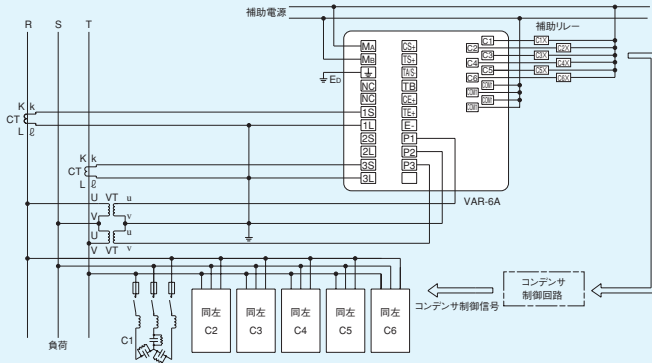 補助電源
R S T
補助リレー
MA CS+ C1 C1X
MB TS+ C2 C2X
TA/S- C3 C3X
ED
NC TB C4 C4X
NC CE+ C5 C5X
1S TE+ C6 C6X
1L E- COM
2S P1 COM
2L P2 COM
3S P3 COM
3L
VAR-6A
K k
CT
L ℓ
K k
CT
L ℓ
U VT u
V v
U u
V VT v
コンデンサ
制御回路
コンデンサ制御信号
同左 同左 同左 同左 同左
C2 C3 C4 C5 C6
C1
負荷